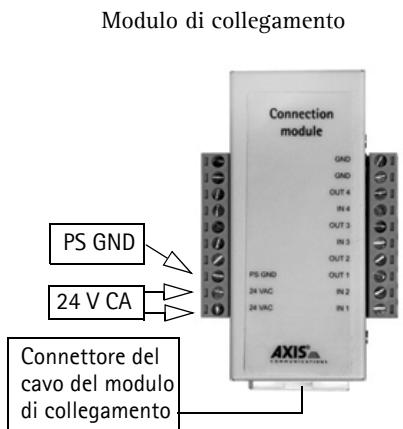 Modulo di collegamento
Connection
module
GND
GND
OUT 4
IN 4
OUT 3
IN 3
OUT 2
PS GND OUT 1
24 VAC IN 2
24 VAC IN 1
PS GND
24 V CA
AXIS
COMMUNICATIONS
Connettore del
cavo del modulo
di collegamento